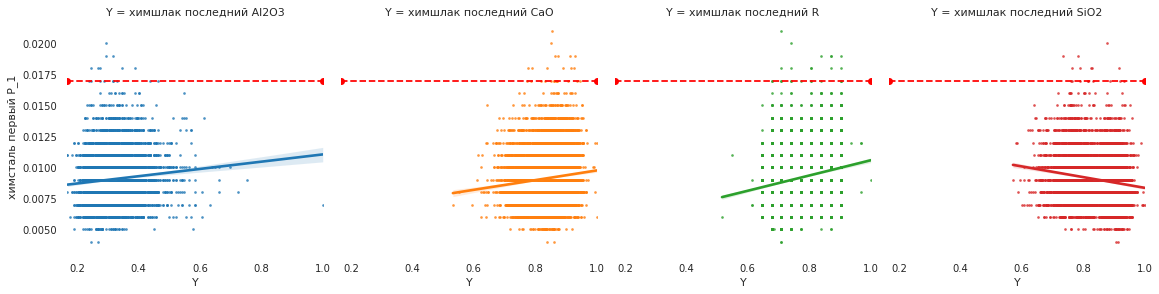 Y = химшлак последний Al2O3
Y = химшлак последний CaO
Y = химшлак последний R
Y = химшлак последний SiO2
химсталь первый P_1
0.0200
0.0175
0.0150
0.0125
0.0100
0.0075
0.0050
0.2 0.4 0.6 0.8 1.0
0.2 0.4 0.6 0.8 1.0
0.2 0.4 0.6 0.8 1.0
0.2 0.4 0.6 0.8 1.0
Y
Y
Y
Y